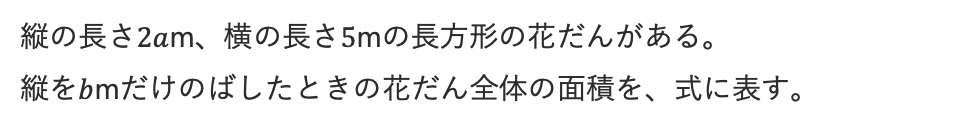 縦の長さ2am、横の長さ5mの長方形の花だんがある。
縦をbmだけのばしたときの花だん全体の面積を、式に表す。